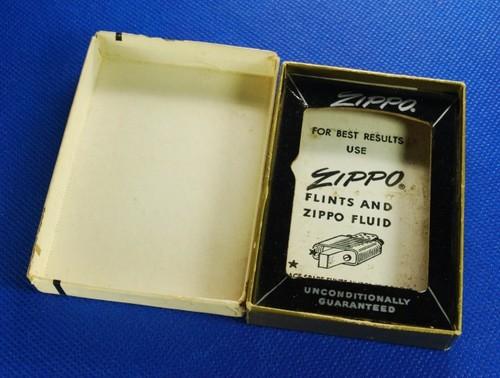 ZIPPO.
FOR BEST RESULTS
USE
ZIPPO®
FLINTS AND
ZIPPO FLUID
UNCONDITIONALLY
GUARANTEED